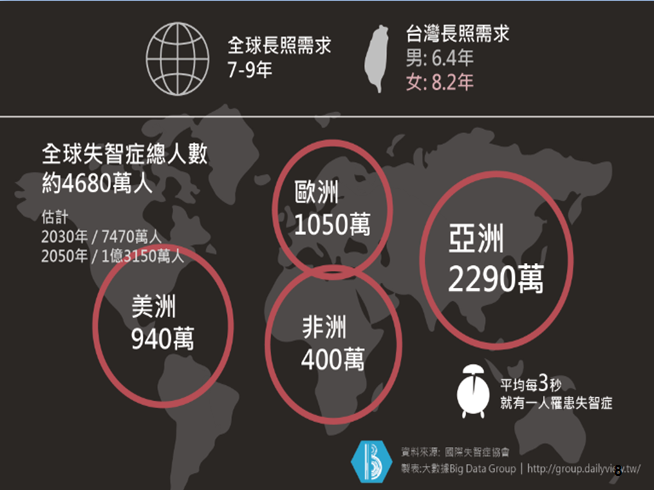 全球長照需求
7-9年
台灣長照需求
男: 6.4年
女: 8.2年
全球失智症總人數
約4680萬人
估計
2030年 / 7470萬人
2050年 / 1億3150萬人
歐洲
1050萬
亞洲
2290萬
美洲
940萬
非洲
400萬
平均每3秒
就有一人罹患失智症
資料來源: 國際失智症協會
製表:大數據Big Data Group | http://group.dailyview.tw/
8